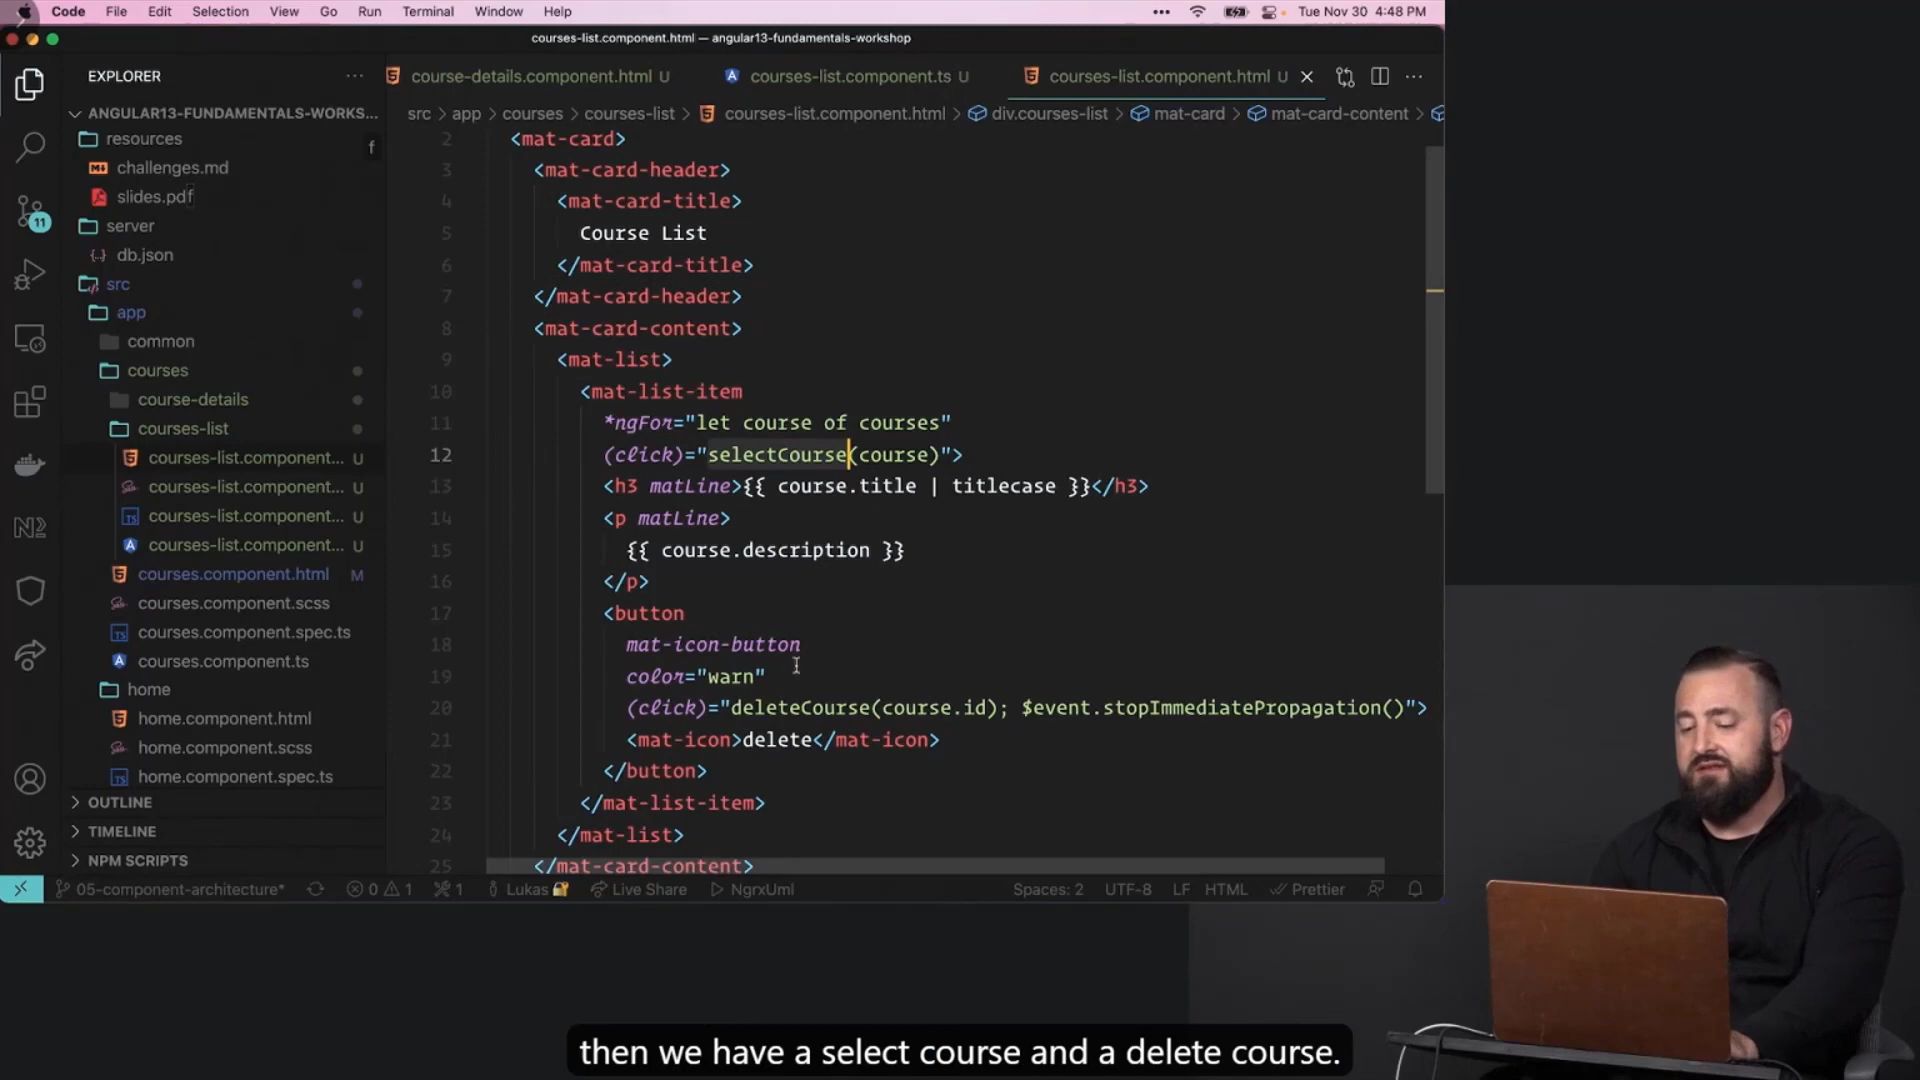 Code File Edit Selection View Go Run Terminal Window Help Tue Nov 30 4:48 PM
courses-list.component.html — angular13-fundamentals-workshop
EXPLORER
course-details.component.html U
courses-list.component.ts U
courses-list.component.html U
ANGULAR13-FUNDAMENTALS-WORKS...
src > app > courses > courses-list > courses-list.component.html > div.courses-list > mat-card > mat-card-content >
resources
f
challenges.md
slides.pdf
server
db.json
src
app
common
courses
course-details
courses-list
courses-list.component... U
courses-list.component... U
courses-list.component... U
courses-list.component... U
courses.component.html M
courses.component.scss
courses.component.spec.ts
courses.component.ts
home
home.component.html
home.component.scss
home.component.spec.ts
OUTLINE
TIMELINE
NPM SCRIPTS
11
2 <mat-card>
3 <mat-card-header>
4 <mat-card-title>
5 Course List
6 </mat-card-title>
7 </mat-card-header>
8 <mat-card-content>
9 <mat-list>
10 <mat-list-item
11 *ngFor="let course of courses"
12 (click)="selectCourse(course)">
13 <h3 matLine>{{ course.title | titlecase }}</h3>
14 <p matLine>
15 {{ course.description }}
16 </p>
17 <button
18 mat-icon-button
19 color="warn"
20 (click)="deleteCourse(course.id); $event.stopImmediatePropagation()">
21 <mat-icon>delete</mat-icon>
22 </button>
23 </mat-list-item>
24 </mat-list>
25 </mat-card-content>
05-component-architecture* 0 1 1 Lukas Live Share NgrxUml Spaces: 2 UTF-8 LF HTML Prettier
then we have a select course and a delete course.